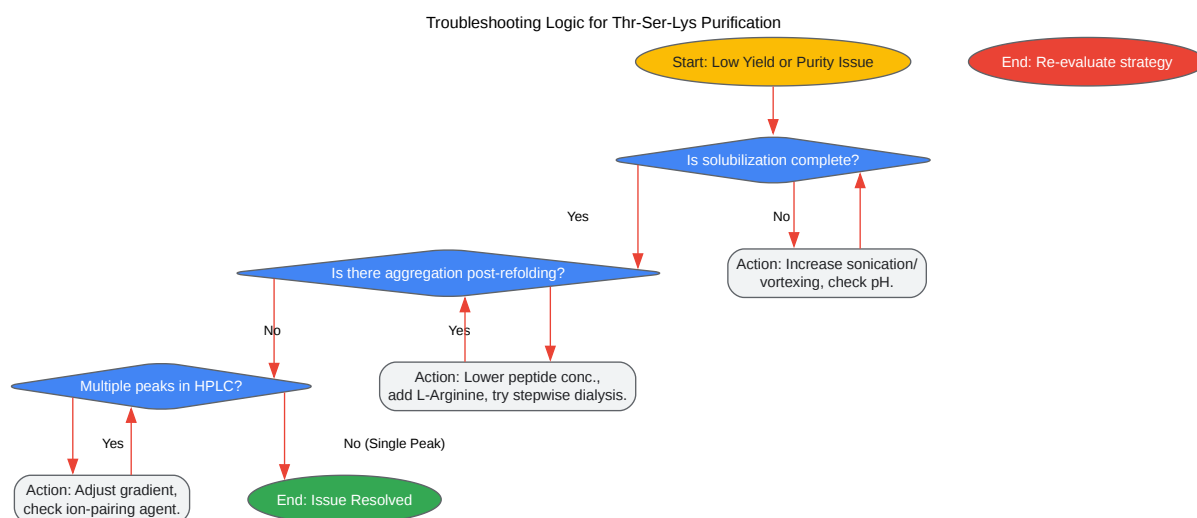 Troubleshooting Logic for Thr-Ser-Lys Purification
Start: Low Yield or Purity Issue
End: Re-evaluate strategy
Is solubilization complete?
Yes
No
Action: Increase sonication/
vortexing, check pH.
Is there aggregation post-refolding?
No
Yes
Action: Lower peptide conc.,
add L-Arginine, try stepwise dialysis.
Multiple peaks in HPLC?
Yes
No (Single Peak)
Action: Adjust gradient,
check ion-pairing agent.
End: Issue Resolved